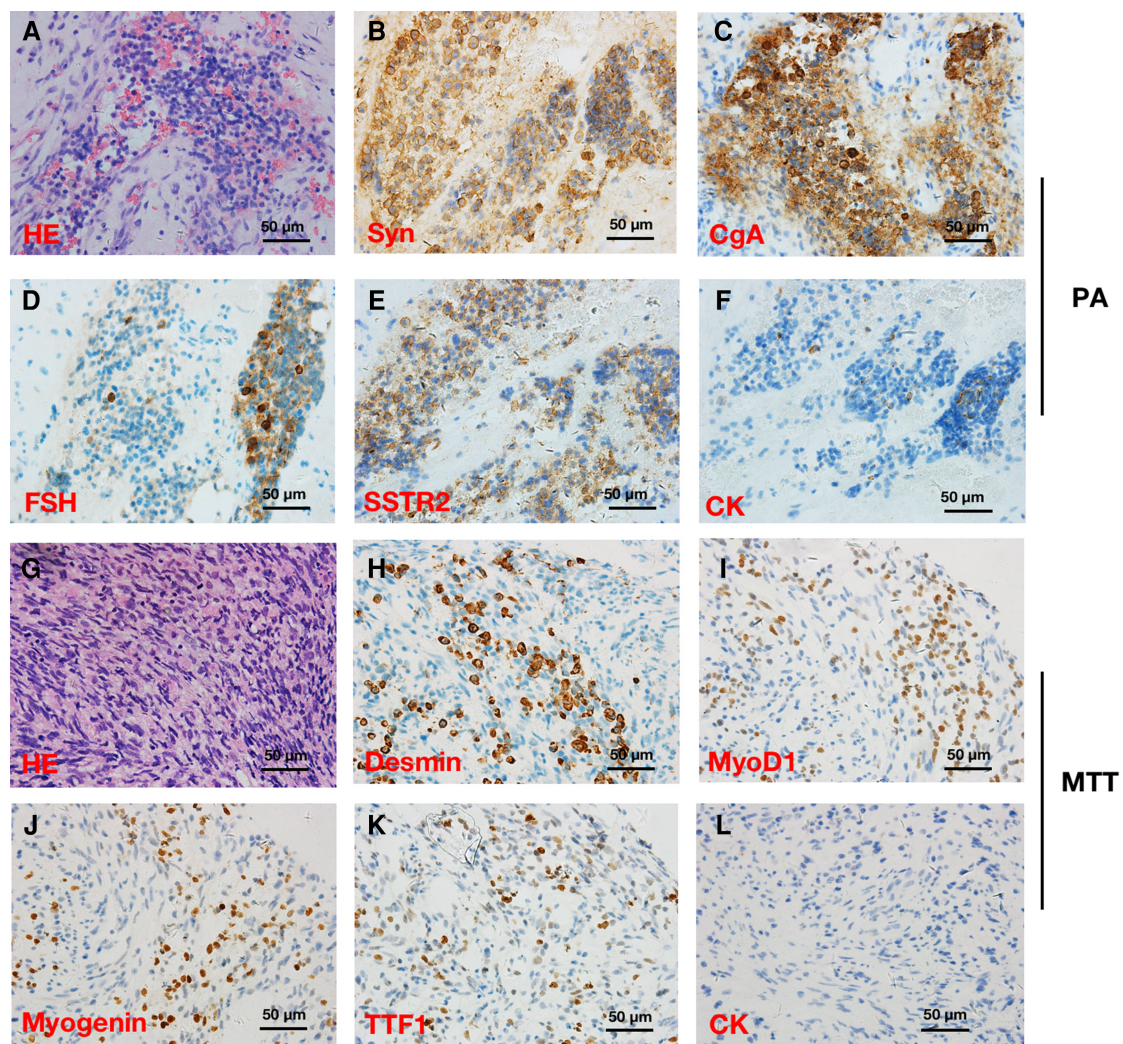 A
HE
50 µm
B
Syn
50 µm
C
CgA
50 µm
D
FSH
50 µm
E
SSTR2
50 µm
F
CK
50 µm
PA
G
HE
50 µm
H
Desmin
50 µm
I
MyoD1
50 µm
J
Myogenin
50 µm
K
TTF1
50 µm
L
CK
50 µm
MTT